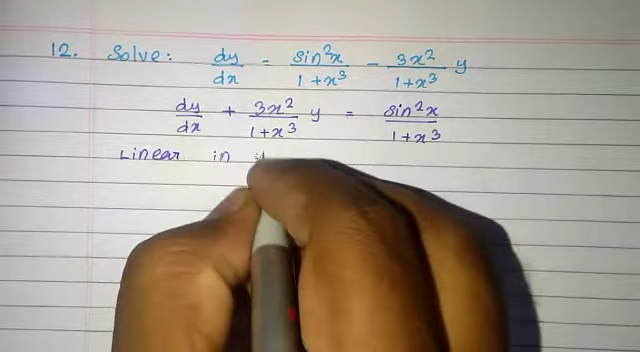 12. Solve: dy/dx = sin²x/1+x³ - 3x²/1+x³ y
dy/dx + 3x²/1+x³ y = sin²x/1+x³
Linear in